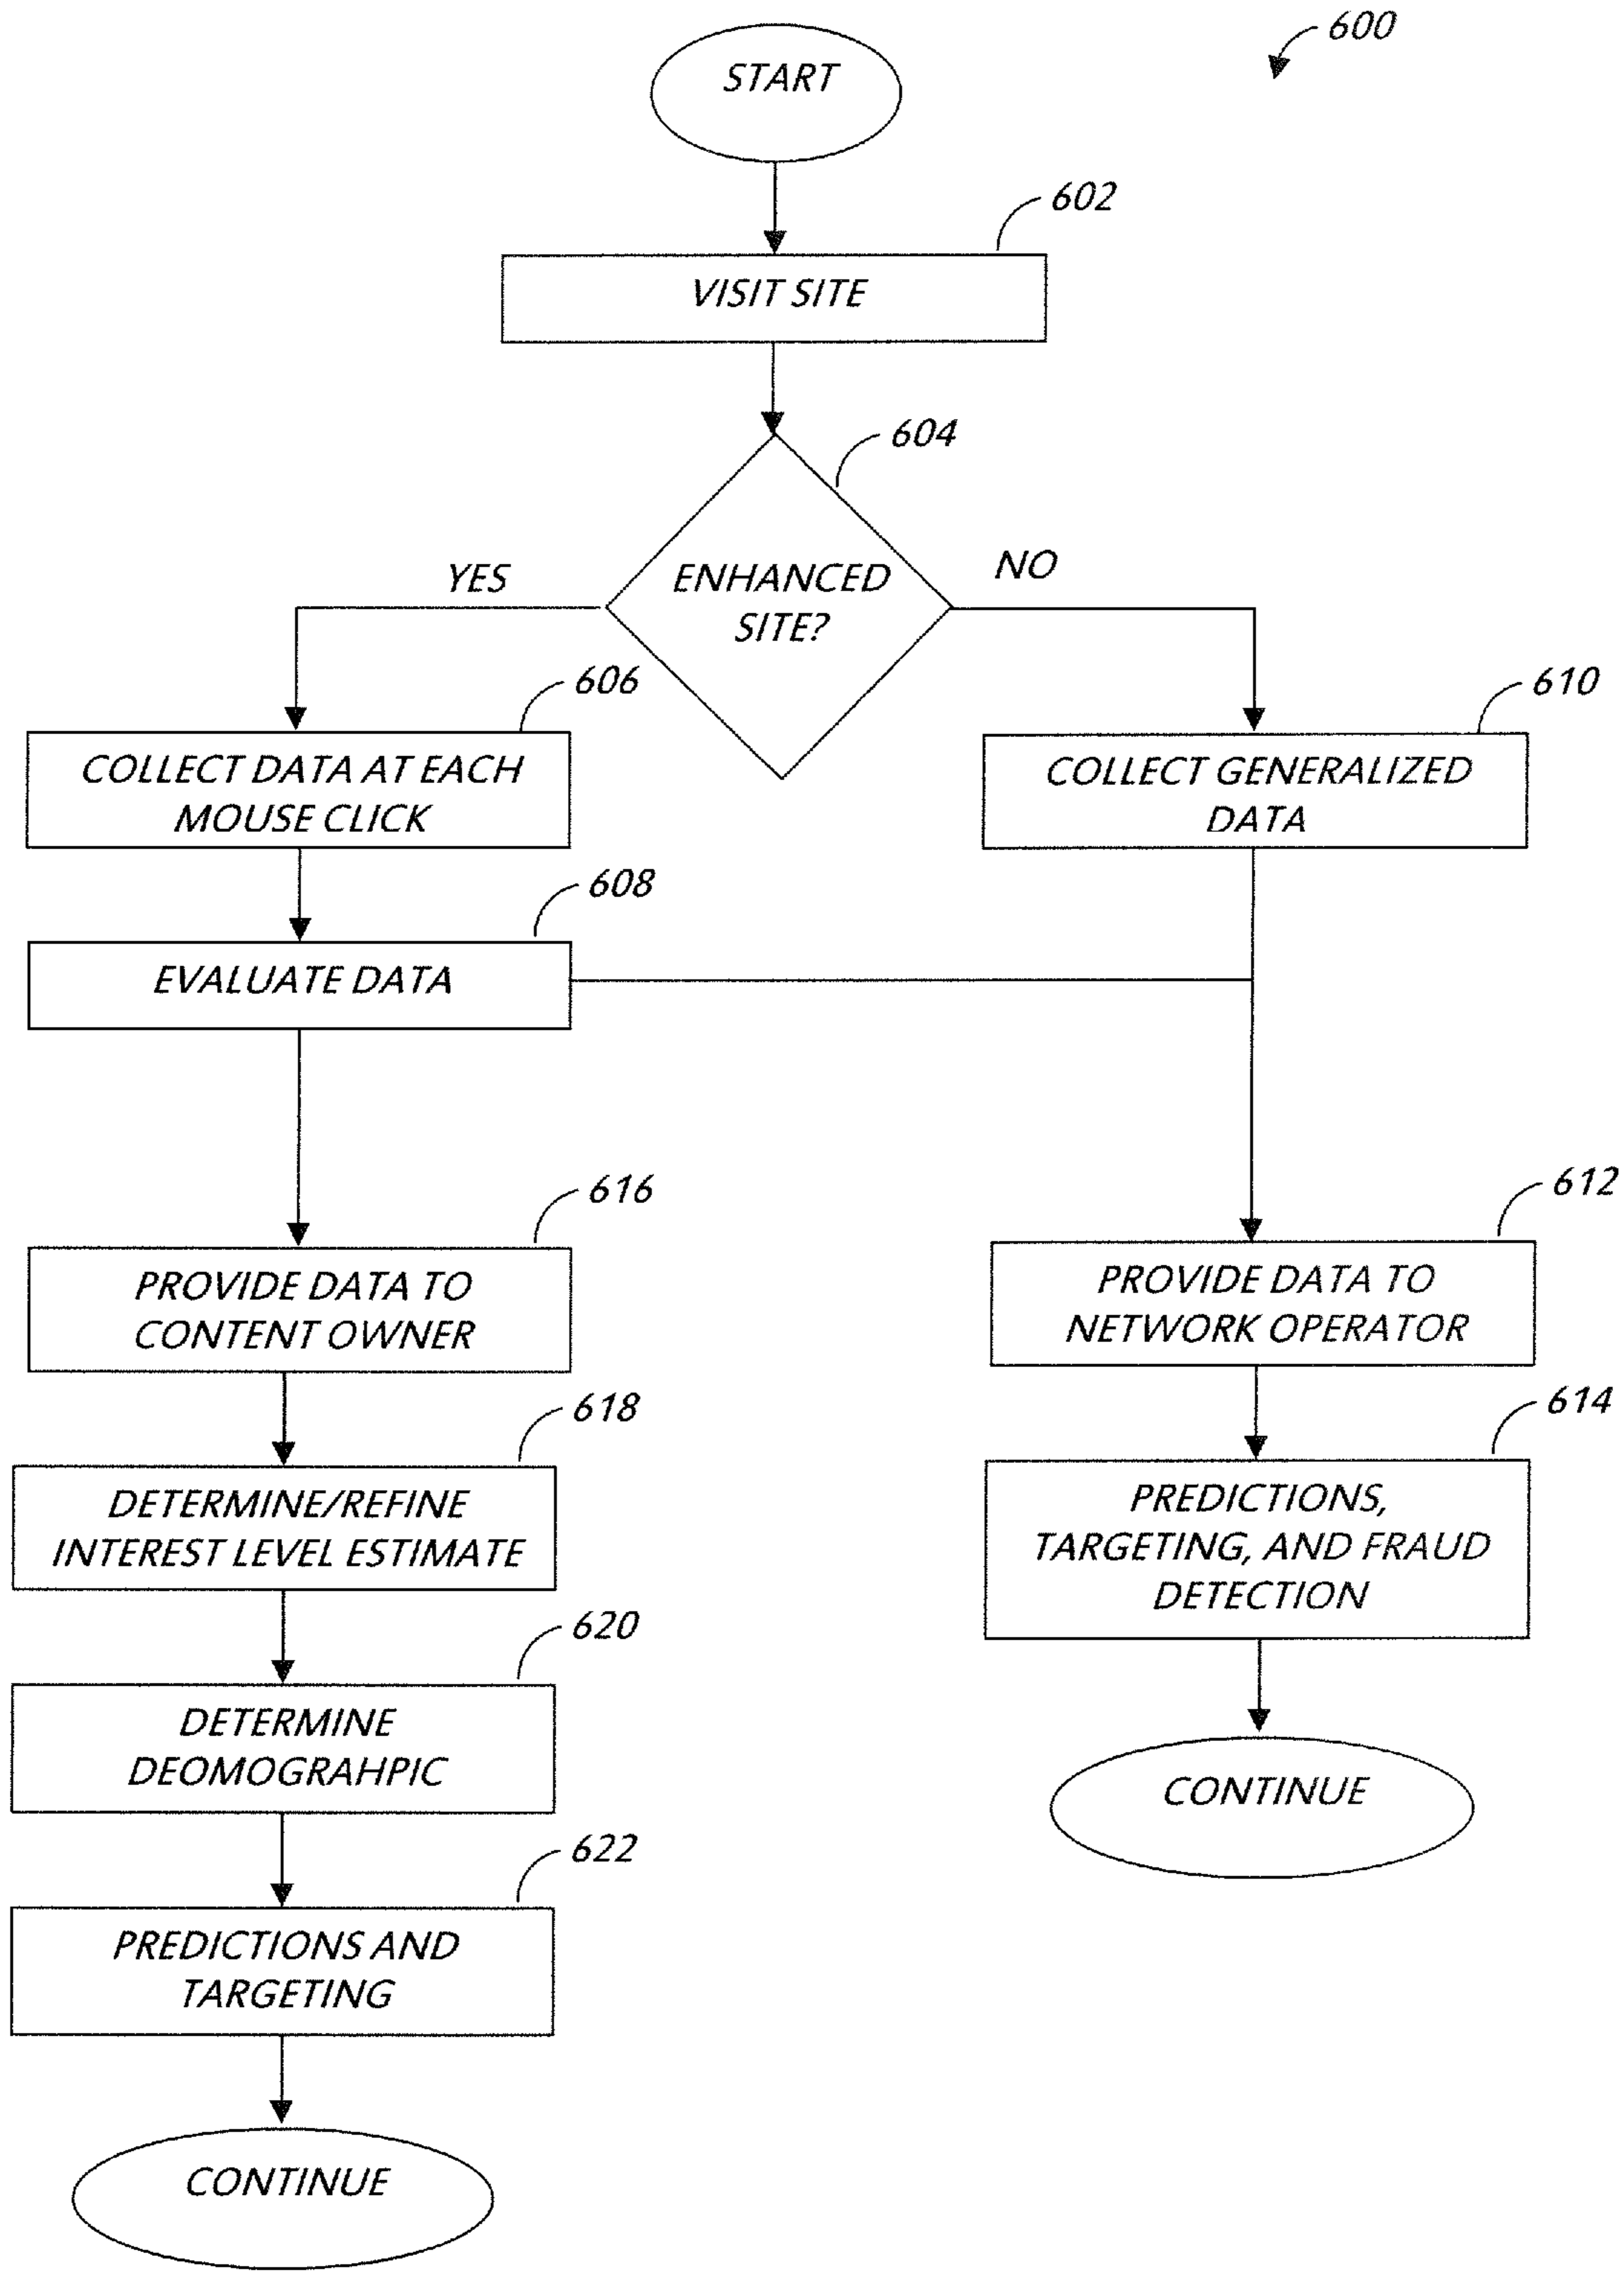 600
START
602
VISIT SITE
604
ENHANCED
SITE?
YES
NO
606
COLLECT DATA AT EACH
MOUSE CLICK
610
COLLECT GENERALIZED
DATA
608
EVALUATE DATA
616
PROVIDE DATA TO
CONTENT OWNER
612
PROVIDE DATA TO
NETWORK OPERATOR
618
DETERMINE/REFINE
INTEREST LEVEL ESTIMATE
614
PREDICTIONS,
TARGETING, AND FRAUD
DETECTION
620
DETERMINE
DEOMOGRAHPIC
CONTINUE
622
PREDICTIONS AND
TARGETING
CONTINUE